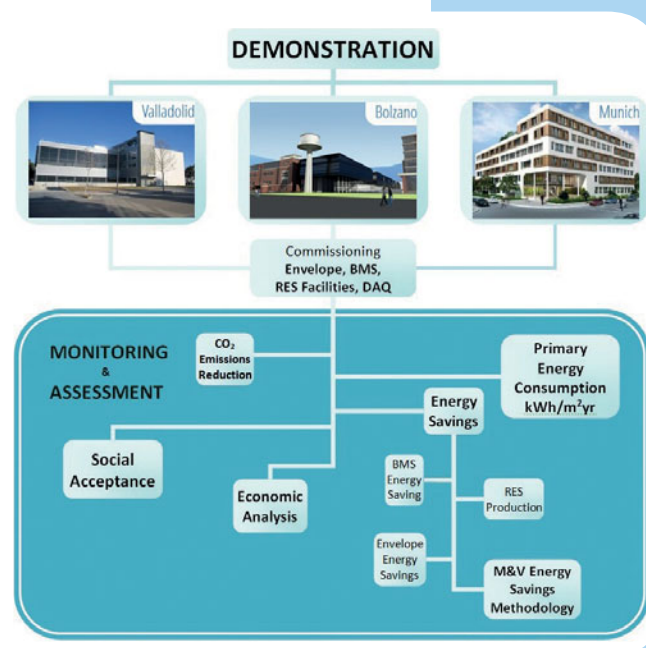 DEMONSTRATION
Valladolid
Bolzano
Munich
Commissioning
Envelope, BMS,
RES Facilities, DAQ
MONITORING
&
ASSESSMENT
CO₂
Emissions
Reduction
Primary
Energy
Consumption
kWh/m²yr
Energy
Savings
Social
Acceptance
Economic
Analysis
BMS
Energy
Saving
RES
Production
Envelope
Energy
Savings
M&V Energy
Savings
Methodology